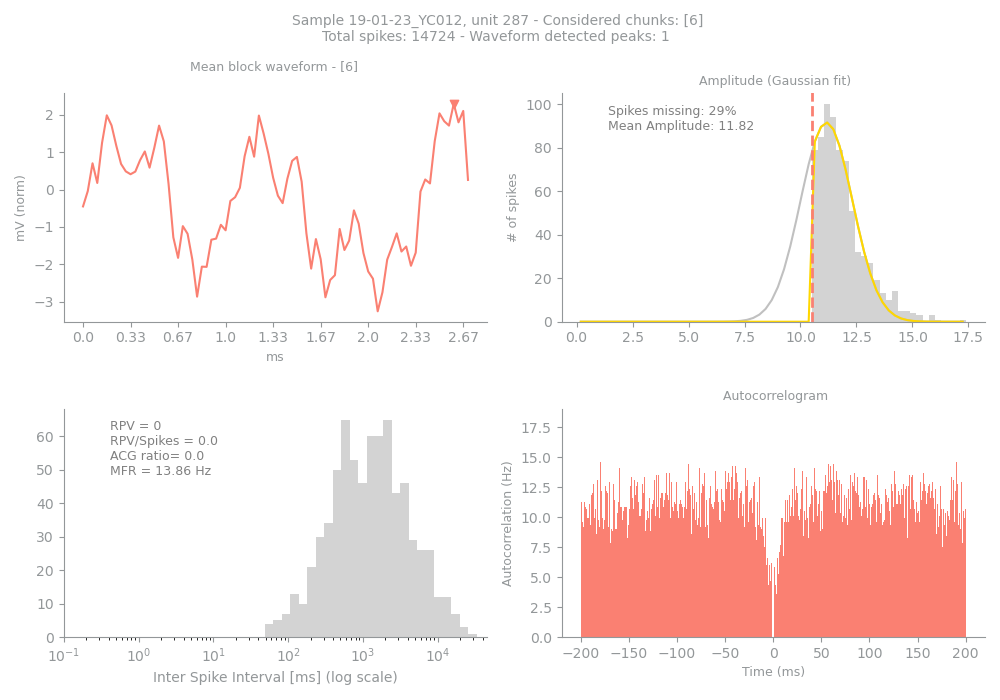 Sample 19-01-23_YC012, unit 287 - Considered chunks: [6]
Total spikes: 14724 - Waveform detected peaks: 1
Mean block waveform - [6]
mV (norm)
2
1
0
−1
−2
−3
0.0 0.33 0.67 1.0 1.33 1.67 2.0 2.33 2.67
ms
Amplitude (Gaussian fit)
Spikes missing: 29%
Mean Amplitude: 11.82
# of spikes
100
80
60
40
20
0
0.0 2.5 5.0 7.5 10.0 12.5 15.0 17.5
RPV = 0
RPV/Spikes = 0.0
ACG ratio= 0.0
MFR = 13.86 Hz
60
50
40
30
20
10
0
10⁻¹ 10⁰ 10¹ 10² 10³ 10⁴
Inter Spike Interval [ms] (log scale)
Autocorrelogram
Autocorrelation (Hz)
17.5
15.0
12.5
10.0
7.5
5.0
2.5
0.0
−200 −150 −100 −50 0 50 100 150 200
Time (ms)